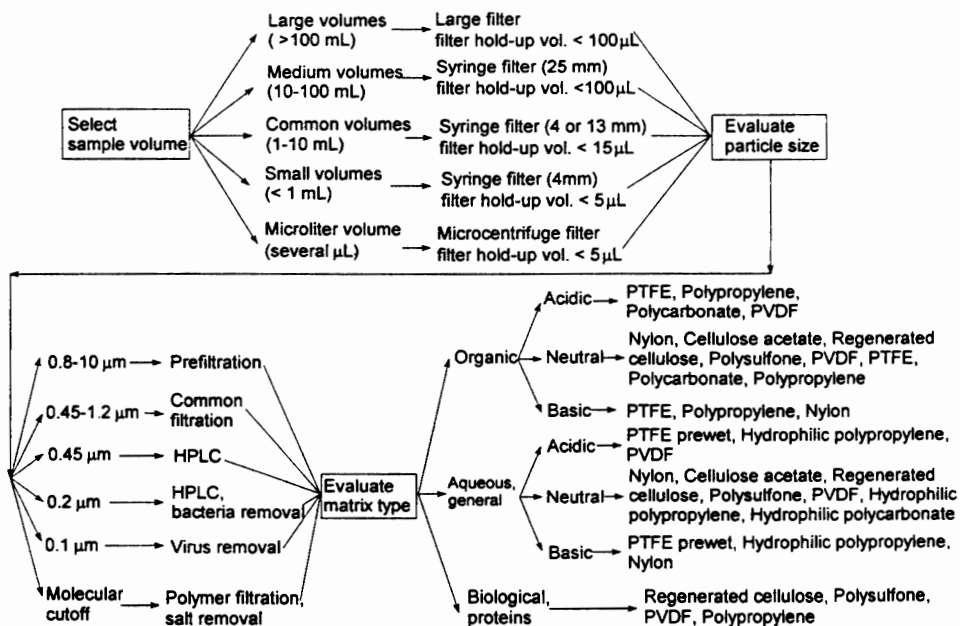 Large volumes
( >100 mL)
Large filter
filter hold-up vol. < 100µL
Medium volumes
(10-100 mL)
Syringe filter (25 mm)
filter hold-up vol. <100µL
Select
sample volume
Common volumes
(1-10 mL)
Syringe filter (4 or 13 mm)
filter hold-up vol. < 15µL
Evaluate
particle size
Small volumes
(< 1 mL)
Syringe filter (4mm)
filter hold-up vol. < 5µL
Microliter volume
(several µL)
Microcentrifuge filter
filter hold-up vol. < 5µL
0.8-10 µm
Prefiltration
0.45-1.2 µm
Common
filtration
0.45 µm
HPLC
0.2 µm
HPLC,
bacteria removal
0.1 µm
Virus removal
Molecular
cutoff
Polymer filtration,
salt removal
Evaluate
matrix type
Organic
Acidic
PTFE, Polypropylene,
Polycarbonate, PVDF
Neutral
Nylon, Cellulose acetate, Regenerated
cellulose, Polysulfone, PVDF, PTFE,
Polycarbonate, Polypropylene
Basic
PTFE, Polypropylene, Nylon
Aqueous,
general
Acidic
PTFE prewet, Hydrophilic polypropylene,
PVDF
Neutral
Nylon, Cellulose acetate, Regenerated
cellulose, Polysulfone, PVDF, Hydrophilic
polypropylene, Hydrophilic polycarbonate
Basic
PTFE prewet, Hydrophilic polypropylene,
Nylon
Biological,
proteins
Regenerated cellulose, Polysulfone,
PVDF, Polypropylene